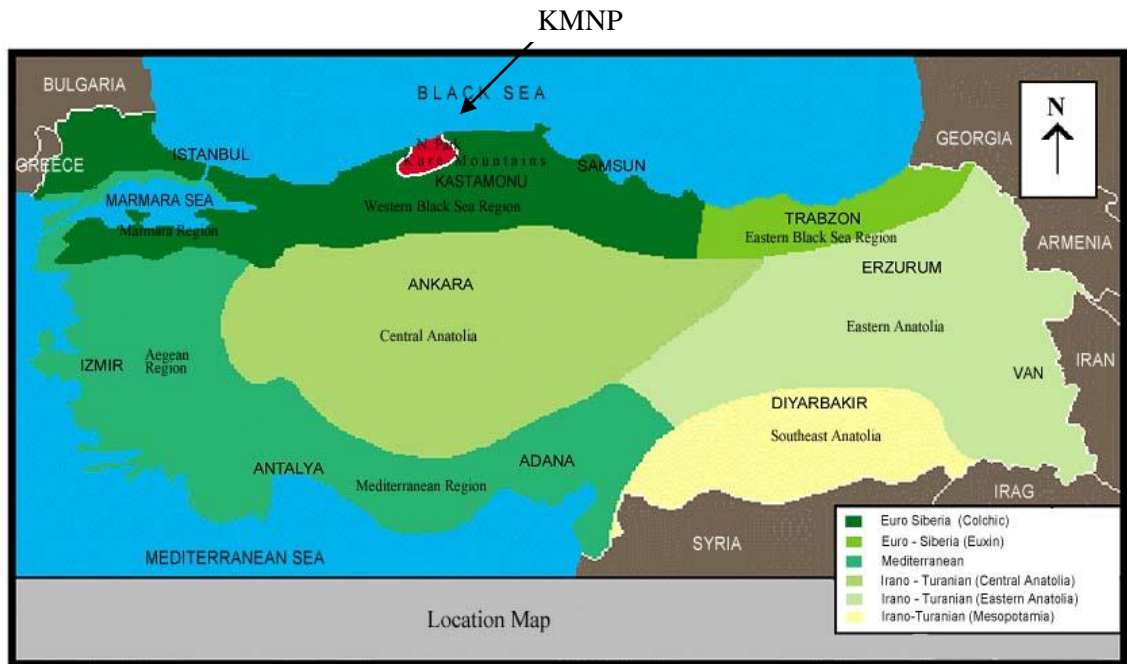 KMNP
BULGARIA
BLACK SEA
N
GEORGIA
N. Park
Kure Mountains
ISTANBUL
SAMSUN
GREECE
KASTAMONU
MARMARA SEA
Western Black Sea Region
TRABZON
Marmara Region
Eastern Black Sea Region
ARMENIA
ERZURUM
ANKARA
Central Anatolia
Eastern Anatolia
IZMIR
Aegean
Region
VAN
IRAN
DIYARBAKIR
Southeast Anatolia
ANTALYA
ADANA
Mediterranean Region
IRAG
SYRIA
MEDITERRANEAN SEA
Euro Siberia (Colchic)
Euro - Siberia (Euxin)
Mediterranean
Irano - Turanian (Central Anatolia)
Irano - Turanian (Eastern Anatolia)
Irano-Turanian (Mesopotamia)
Location Map